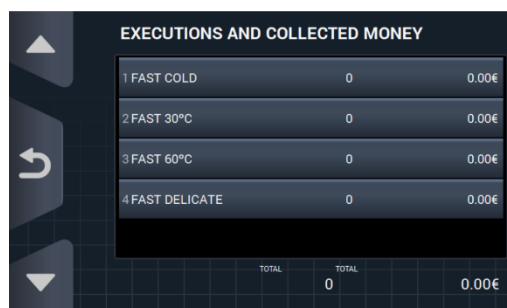 EXECUTIONS AND COLLECTED MONEY
1 FAST COLD 0 0.00€
2 FAST 30ºC 0 0.00€
3 FAST 60ºC 0 0.00€
4 FAST DELICATE 0 0.00€
TOTAL TOTAL
0 0.00€